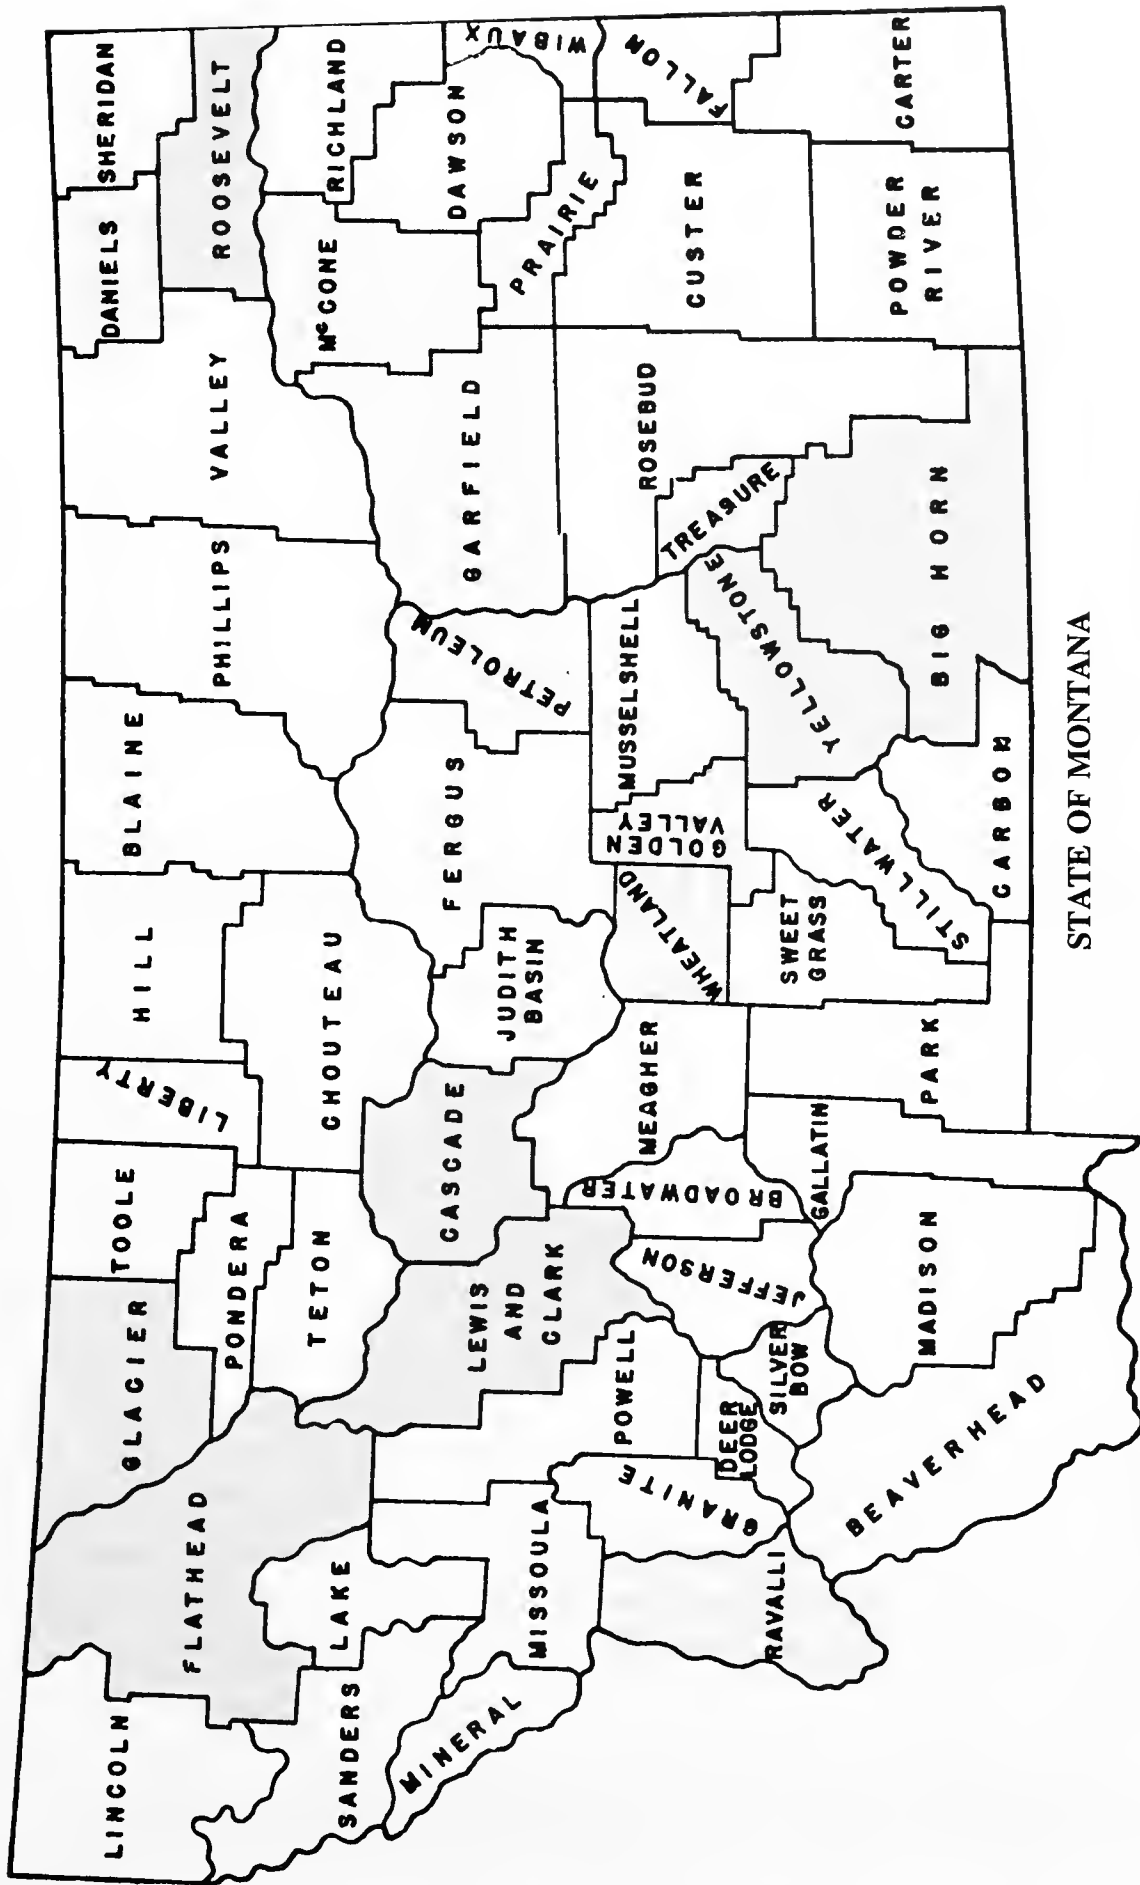 LINCOLN
FLATHEAD
GLACIER
TOOLE
LIBERTY
HILL
BLAINE
PHILLIPS
VALLEY
DANIELS
SHERIDAN
ROOSEVELT
SANDERS
LAKE
PONDERA
TETON
CHOUTEAU
McCONE
RICHLAND
MINERAL
MISSOULA
LEWIS
AND
CLARK
CASCADE
JUDITH
BASIN
FERGUS
PETROLEUM
GARFIELD
DAWSON
WIBAUX
PRAIRIE
POWELL
GRANITE
RAVALLI
DEER
LODGE
SILVER
BOW
JEFFERSON
BROADWATER
MEAGHER
WHEATLAND
GOLDEN
VALLEY
MUSSELSHELL
ROSEBUD
TREASURE
CUSTER
FALLON
BEAVERHEAD
MADISON
GALLATIN
PARK
SWEET
GRASS
STILLWATER
YELLOWSTONE
CARBON
BIG HORN
POWDER
RIVER
CARTER
STATE OF MONTANA